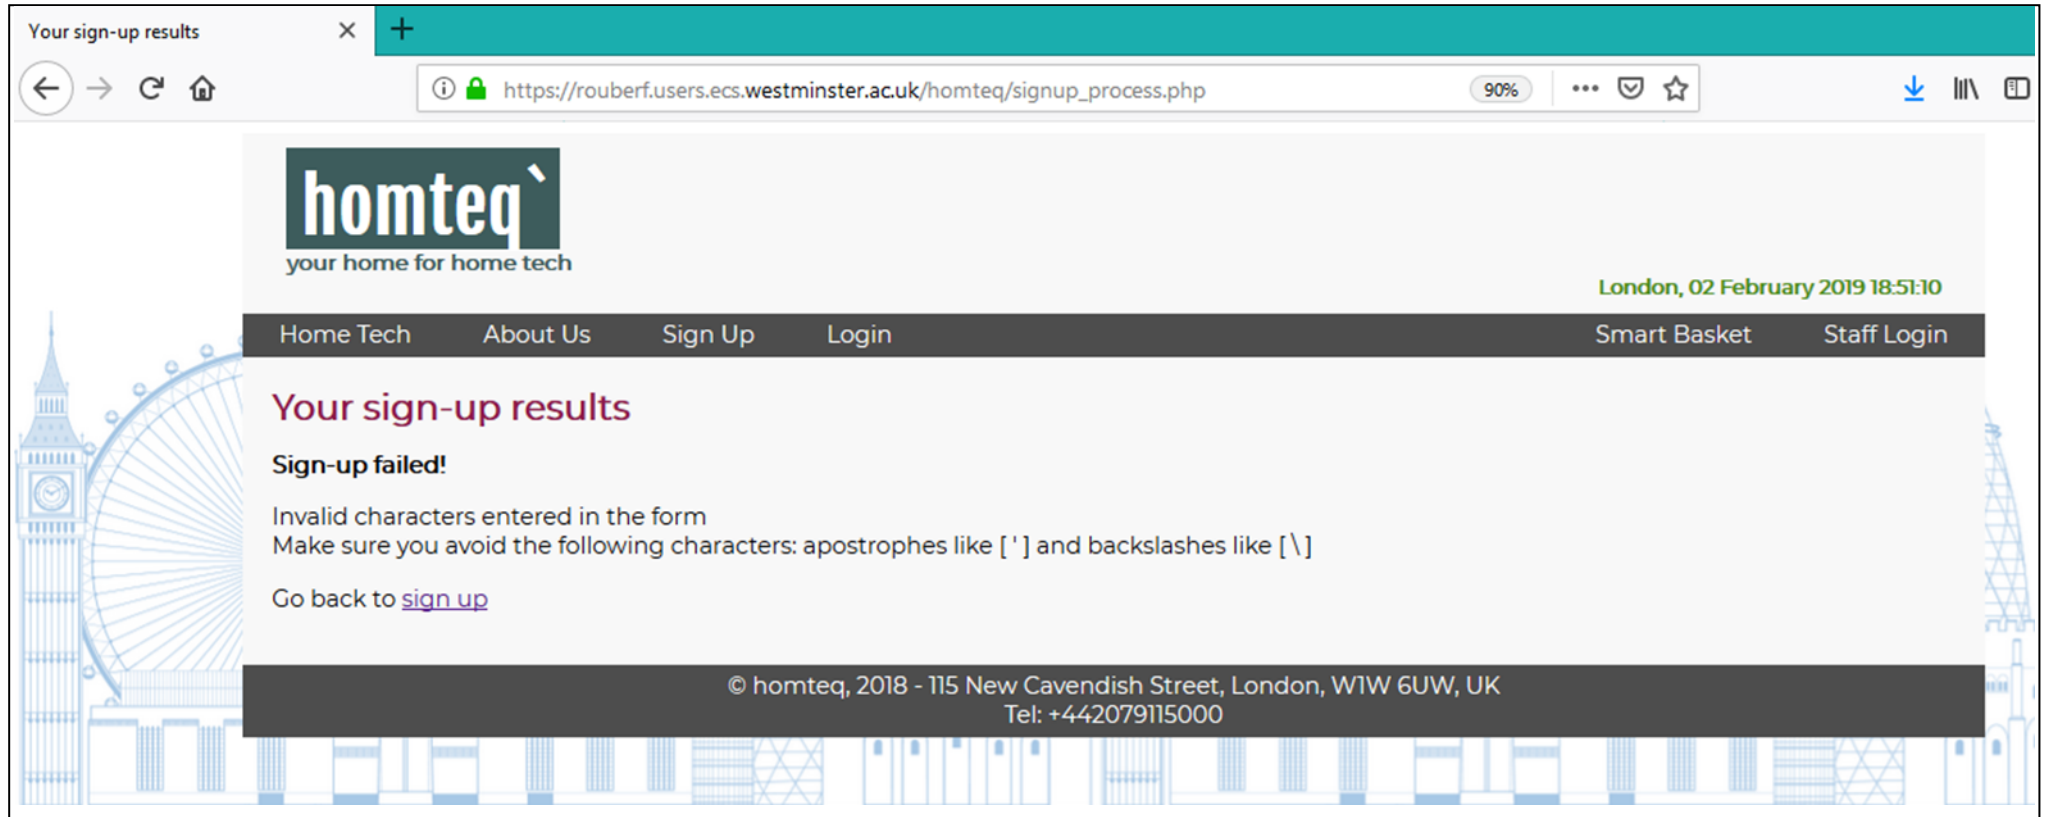 Your sign-up results
https://rouberf.users.ecs.westminster.ac.uk/homteq/signup_process.php
90%
homteq`
your home for home tech
London, 02 February 2019 18:51:10
Home Tech About Us Sign Up Login Smart Basket Staff Login
Your sign-up results
Sign-up failed!
Invalid characters entered in the form
Make sure you avoid the following characters: apostrophes like [ ' ] and backslashes like [ \ ]
Go back to sign up
© homteq, 2018 - 115 New Cavendish Street, London, W1W 6UW, UK
Tel: +442079115000